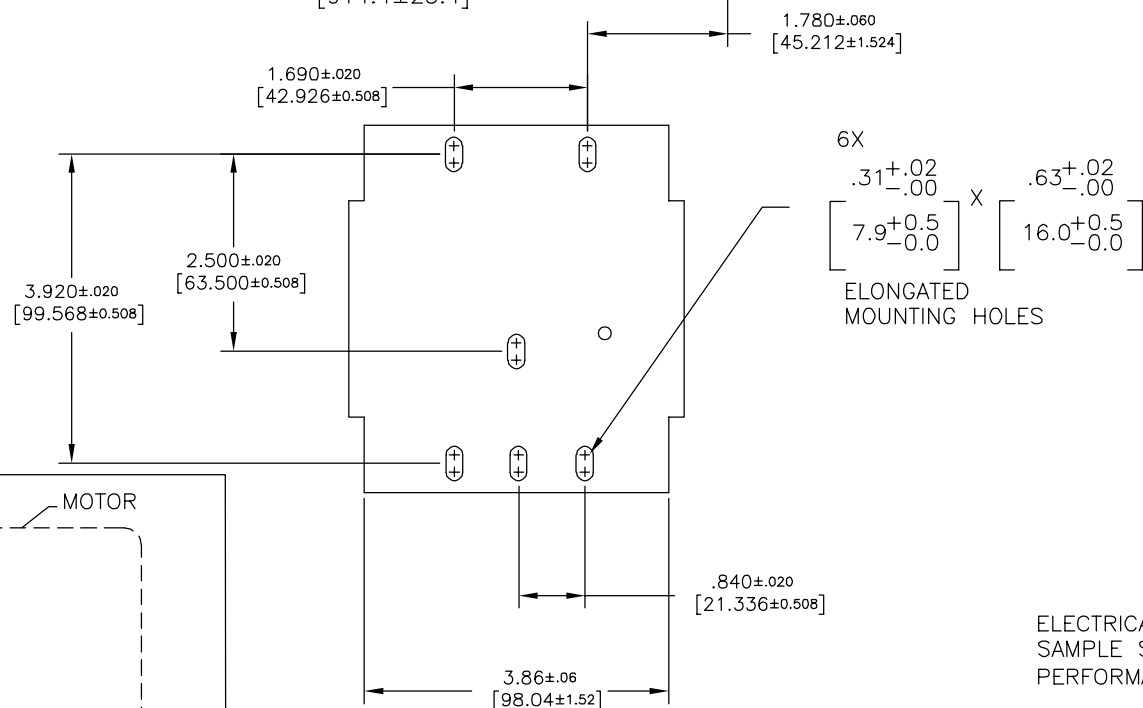 1.780±.060
[45.212±1.524]
1.690±.020
[42.926±0.508]
6X
.31+.02 -.00 X .63+.02 -.00
[7.9+0.5 -0.0] [16.0+0.5 -0.0]
ELONGATED
MOUNTING HOLES
2.500±.020
[63.500±0.508]
3.920±.020
[99.568±0.508]
MOTOR
.840±.020
[21.336±0.508]
3.86±.06
[98.04±1.52]
SAMPLE